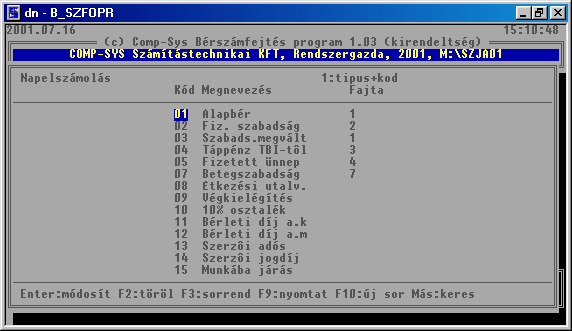 dn - B_SZFOPR
2001.07.16 15:10:48
(c) Comp-Sys Bérszámfejtés program 1.03 (kirendeltség)
COMP-SYS Számítástechnikai KFT, Rendszergazda, 2001, M:\SZJA01
Napelszámolás 1:tipus+kod
Kód Megnevezés Fajta
01 Alapbér 1
02 Fiz. szabadság 2
03 Szabads.megvált 1
04 Táppénz TBI-tôl 3
05 Fizetett ünnep 4
07 Betegszabadság 7
08 Étkezési utalv.
09 Végkielégítés
10 10% osztalék
11 Bérleti díj a.k
12 Bérleti díj a.m
13 Szerzôi adós
14 Szerzôi jogdíj
15 Munkába járás
Enter:módosít F2:töröl F3:sorrend F9:nyomtat F10:új sor Más:keres